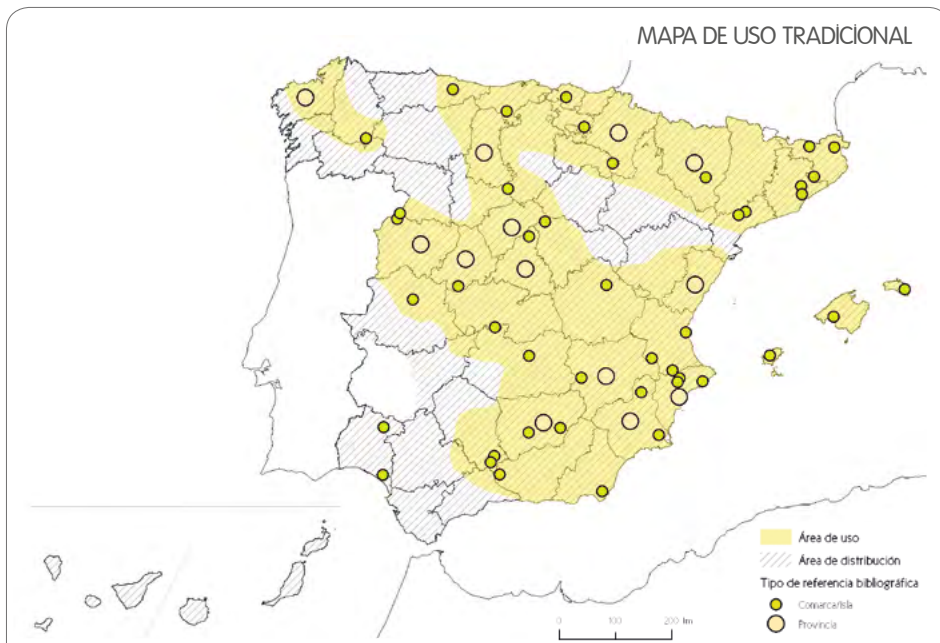 MAPA DE USO TRADICIONAL
Área de uso
Área de distribución
Tipo de referencia bibliográfica
Comarca/isla
Provincia
0 100 200 km